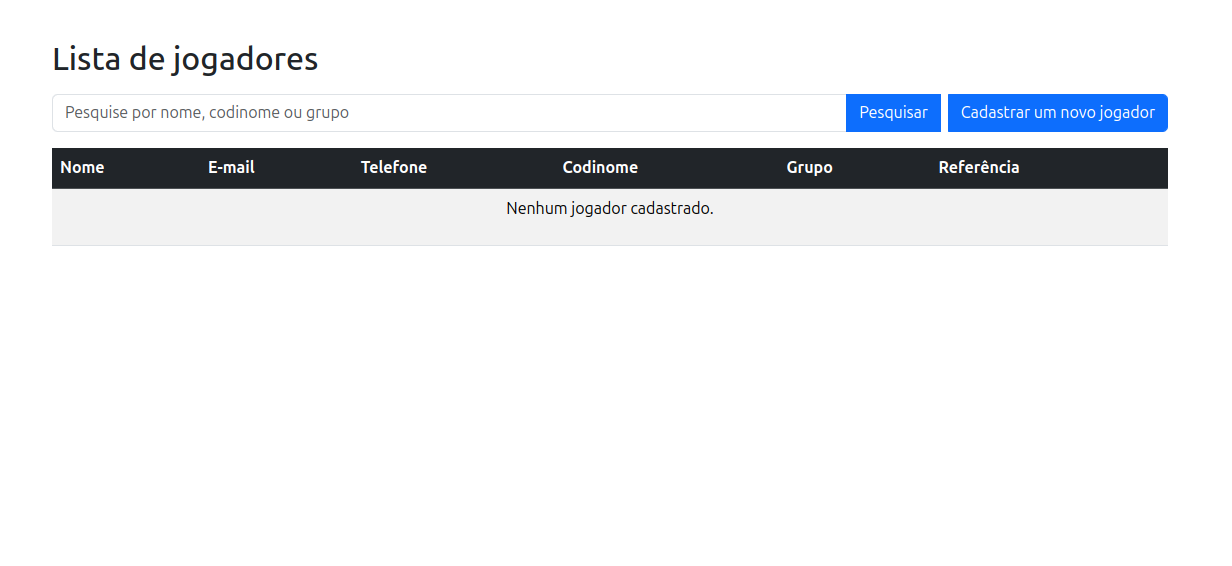 Lista de jogadores
Pesquise por nome, codinome ou grupo Pesquisar Cadastrar um novo jogador
Nome E-mail Telefone Codinome Grupo Referência
Nenhum jogador cadastrado.